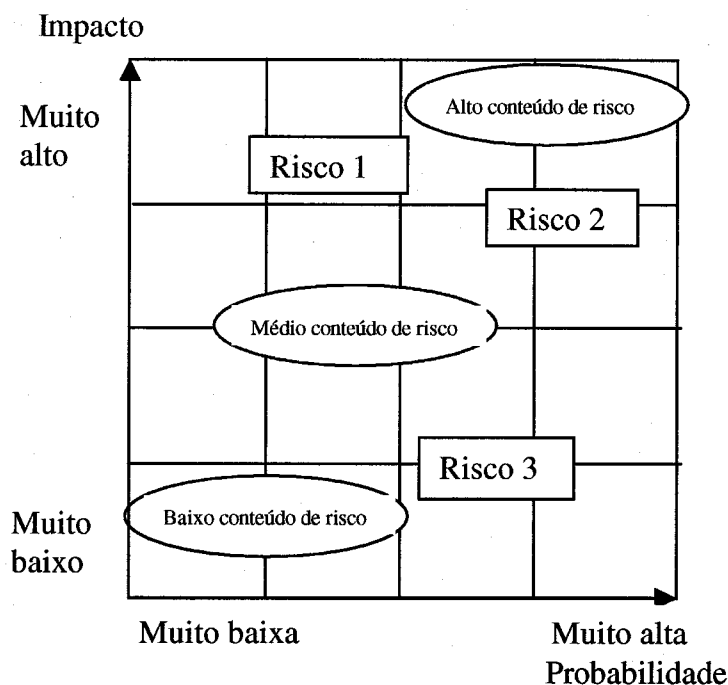 Impacto
Muito
alto
Alto conteúdo de risco
Risco 1
Risco 2
Médio conteúdo de risco
Risco 3
Muito
baixo
Baixo conteúdo de risco
Muito baixa
Muito alta
Probabilidade